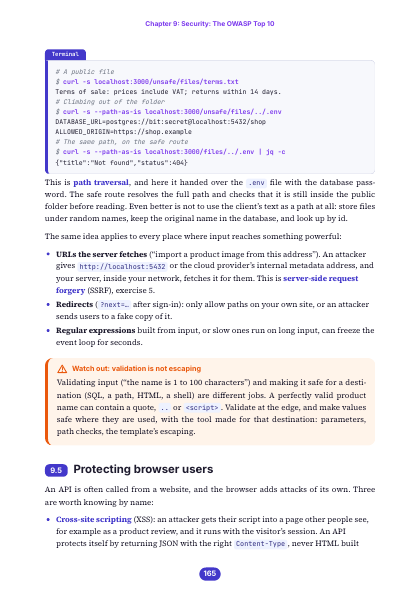 Chapter 9: Security: The OWASP Top 10
Terminal
# A public file
$ curl -s localhost:3000/unsafe/files/terms.txt
Terms of sale: prices include VAT; returns within 14 days.
# Climbing out of the folder
$ curl -s --path-as-is localhost:3000/unsafe/files/../.env
DATABASE_URL=postgres://bit:secret@localhost:5432/shop
ALLOWED_ORIGIN=https://shop.example
# The same path, on the safe route
$ curl -s --path-as-is localhost:3000/files/../.env | jq -c
{"title":"Not found","status":404}
This is path traversal, and here it handed over the .env file with the database pass-
word. The safe route resolves the full path and checks that it is still inside the public
folder before reading. Even better is not to use the client’s text as a path at all: store files
under random names, keep the original name in the database, and look up by id.
The same idea applies to every place where input reaches something powerful:
• URLs the server fetches (“import a product image from this address”). An attacker
gives http://localhost:5432 or the cloud provider’s internal metadata address, and
your server, inside your network, fetches it for them. This is server-side request
forgery (SSRF), exercise 5.
• Redirects ( ?next=… after sign-in): only allow paths on your own site, or an attacker
sends users to a fake copy of it.
• Regular expressions built from input, or slow ones run on long input, can freeze the
event loop for seconds.
Watch out: validation is not escaping
Validating input (“the name is 1 to 100 characters”) and making it safe for a desti-
nation (SQL, a path, HTML, a shell) are different jobs. A perfectly valid product
name can contain a quote, .. or <script>. Validate at the edge, and make values
safe where they are used, with the tool made for that destination: parameters,
path checks, the template’s escaping.
9.5 Protecting browser users
An API is often called from a website, and the browser adds attacks of its own. Three
are worth knowing by name:
• Cross-site scripting (XSS): an attacker gets their script into a page other people see,
for example as a product review, and it runs with the visitor’s session. An API
protects itself by returning JSON with the right Content-Type, never HTML built
165